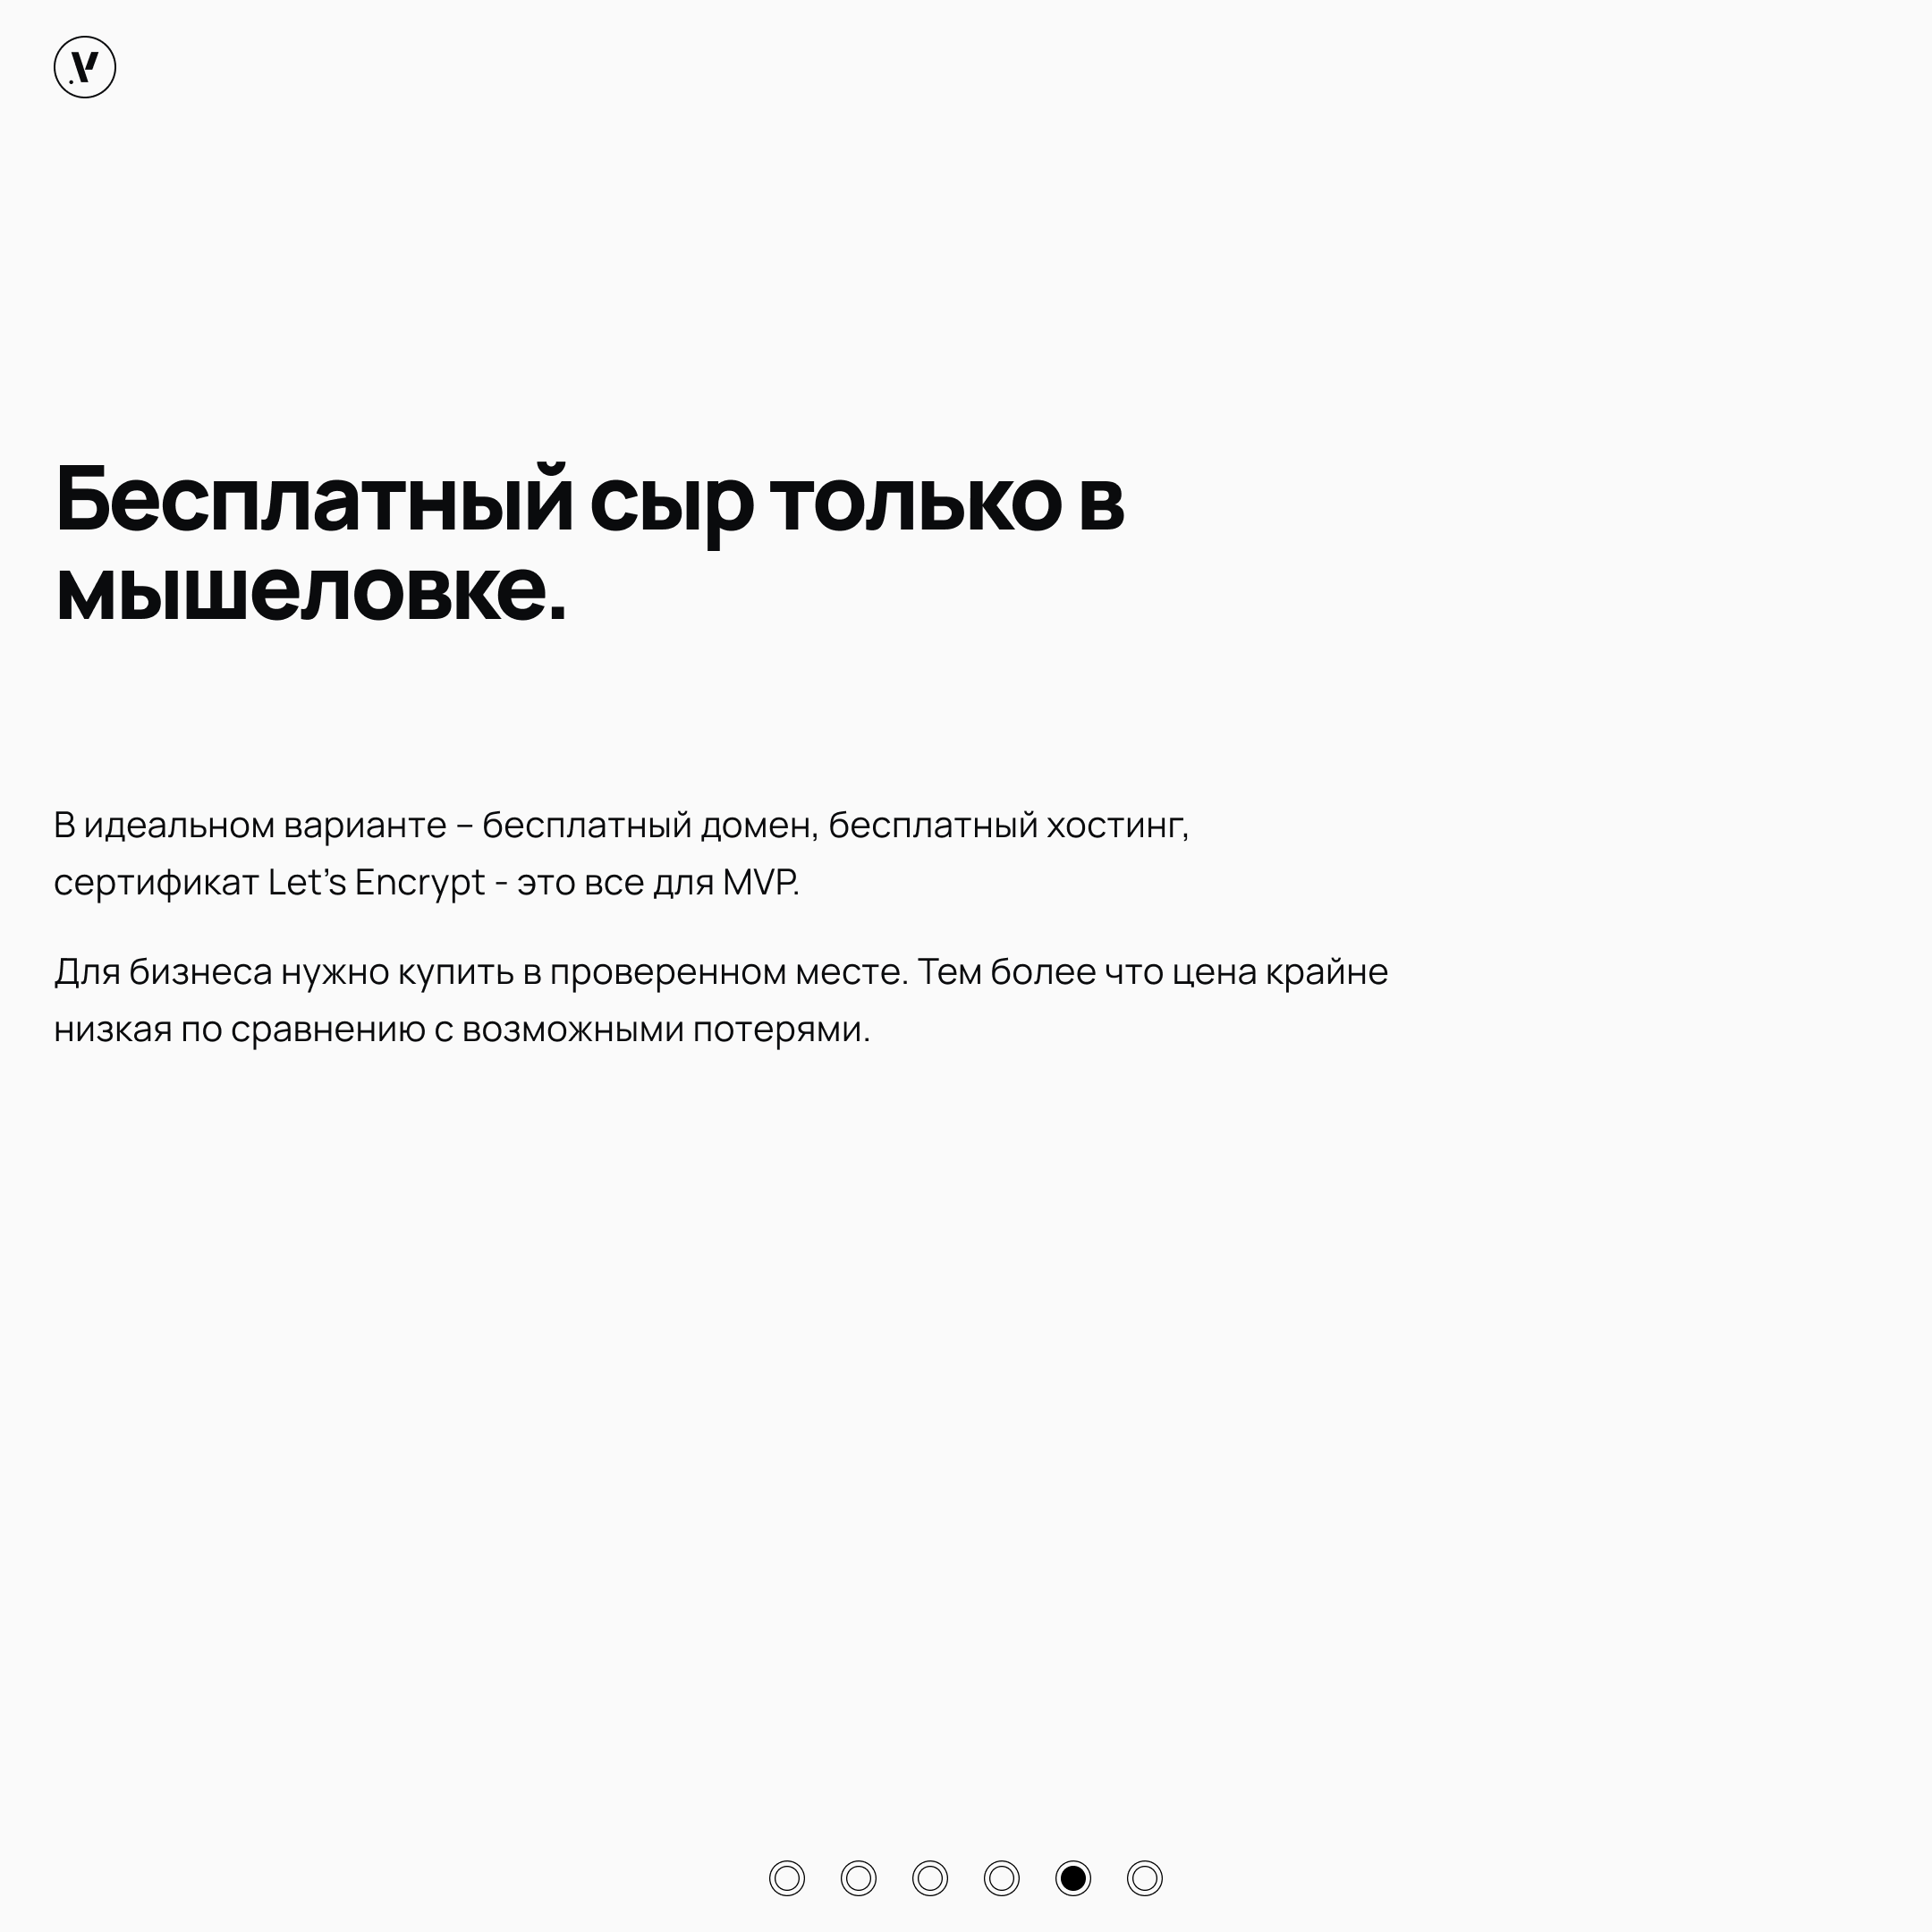 Бесплатный сыр только в
мышеловке.
В идеальном варианте – бесплатный домен, бесплатный хостинг,
сертификат Let’s Encrypt - это все для MVP.
Для бизнеса нужно купить в проверенном месте. Тем более что цена крайне
низкая по сравнению с возможными потерями.